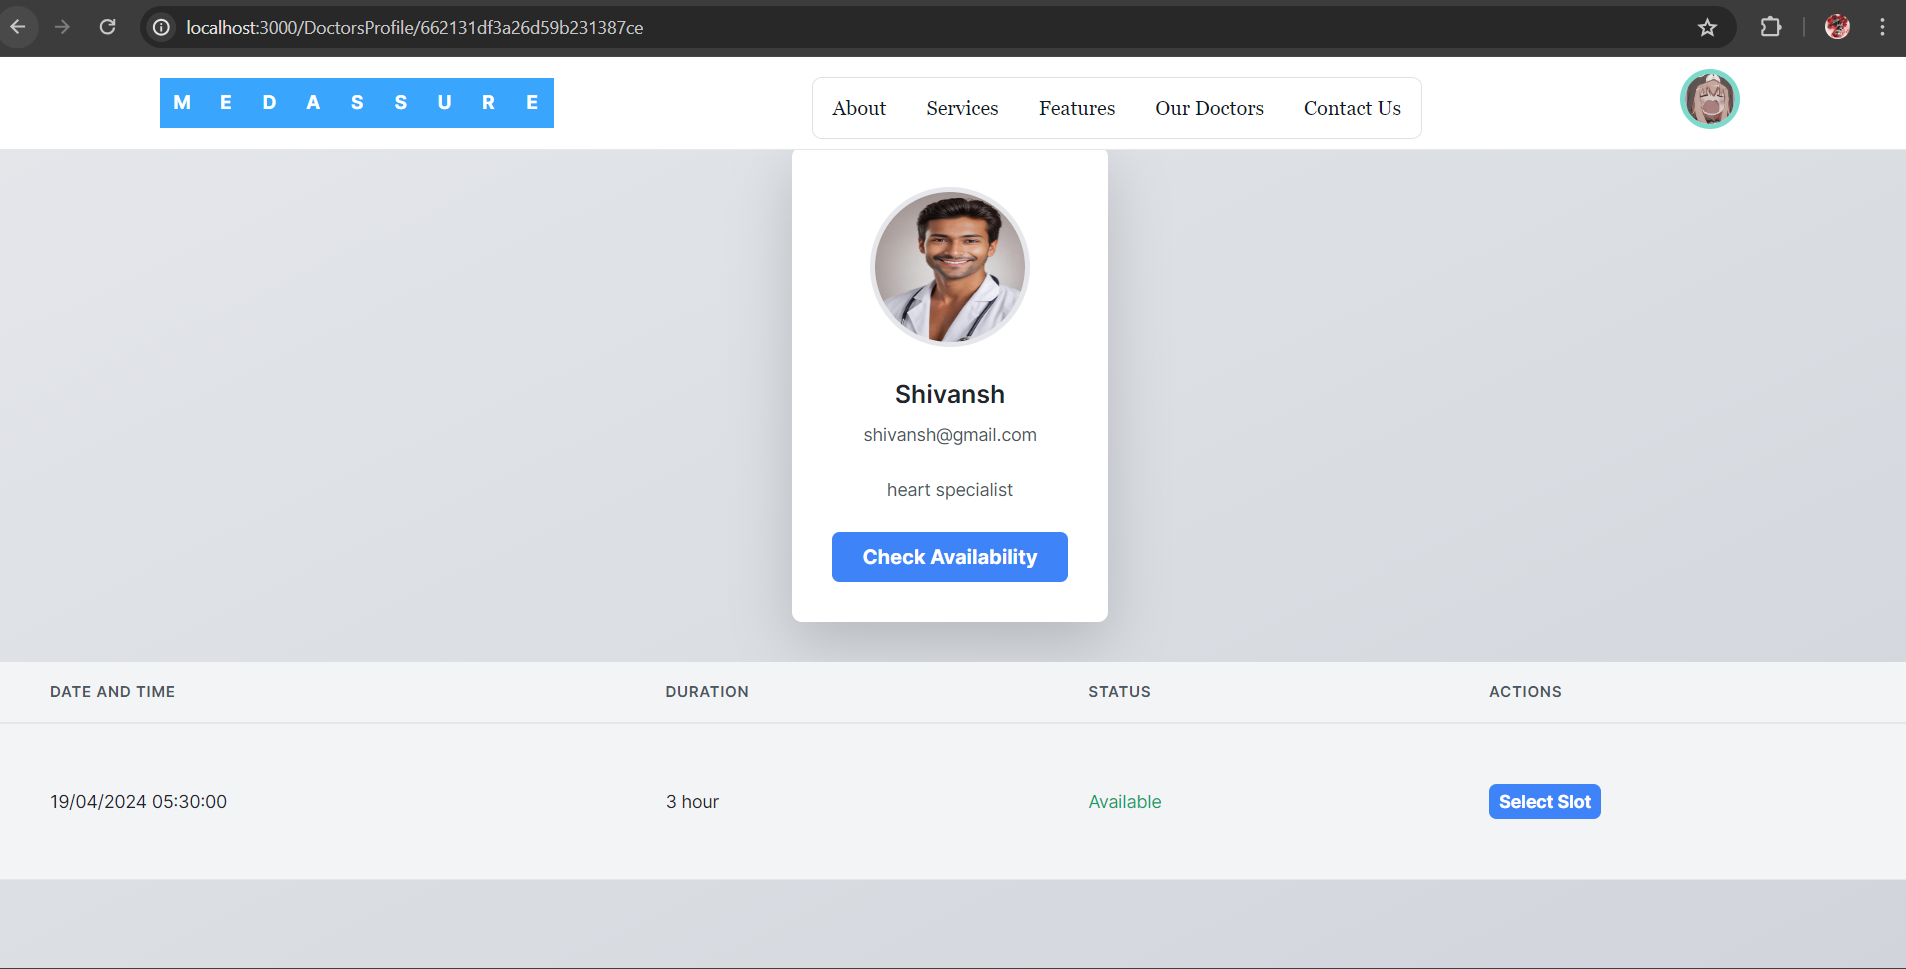 localhost:3000/DoctorsProfile/662131df3a26d59b231387ce
M E D A S S U R E
About Services Features Our Doctors Contact Us
Shivansh
shivansh@gmail.com
heart specialist
Check Availability
DATE AND TIME DURATION STATUS ACTIONS
19/04/2024 05:30:00 3 hour Available Select Slot